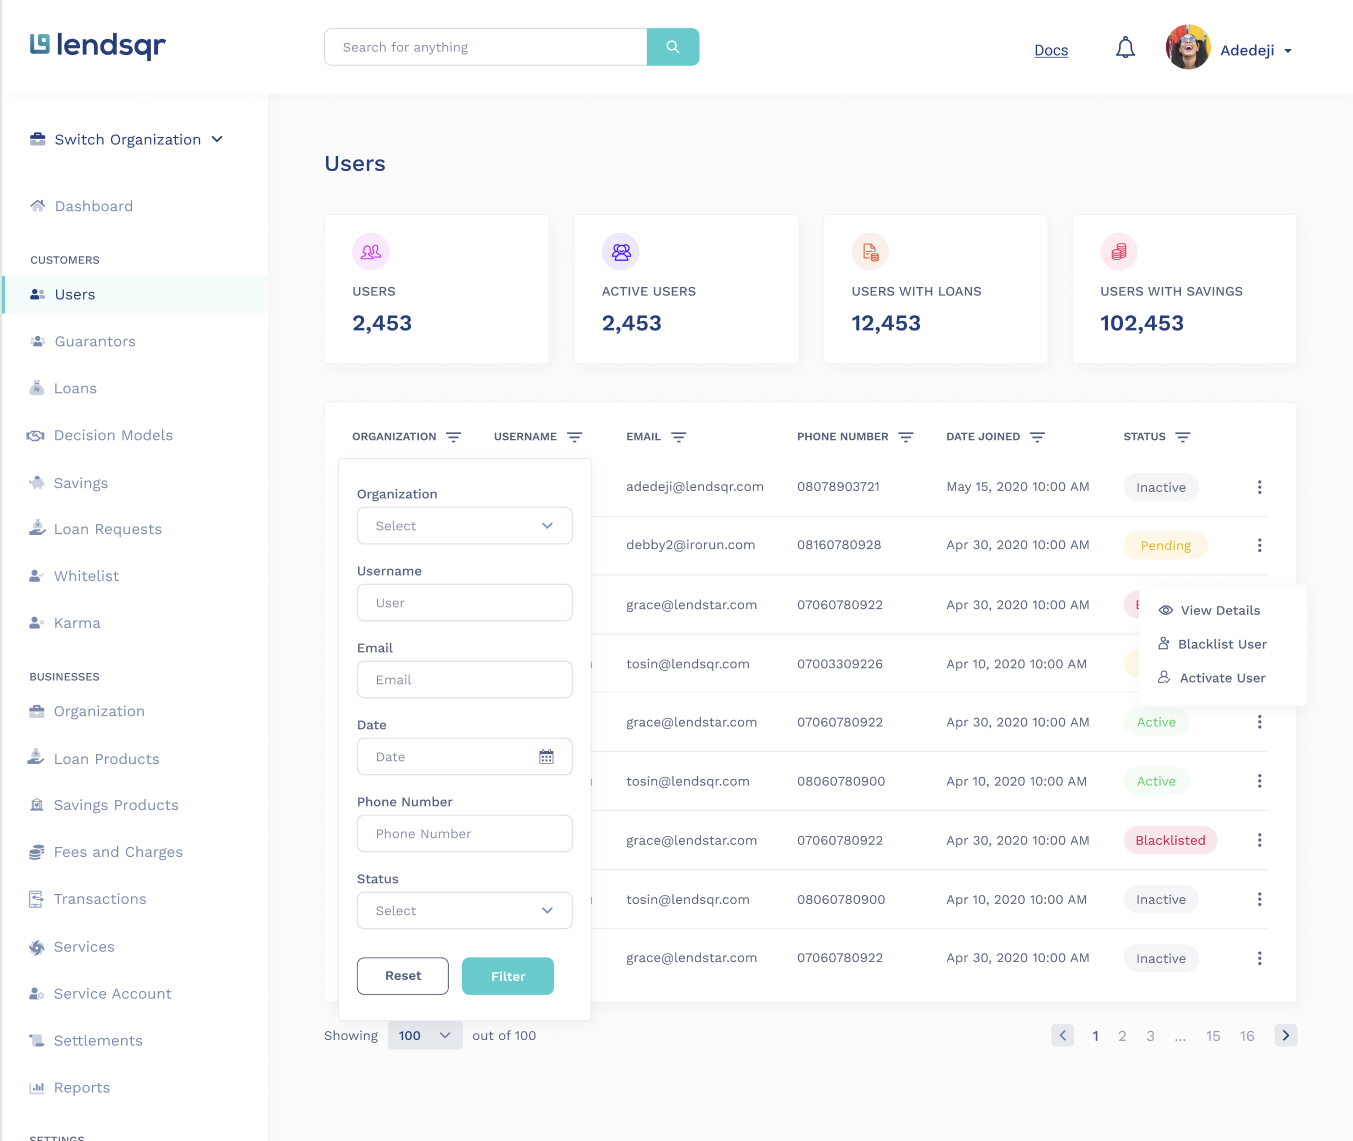 lendsqr
Search for anything
Docs
Adedeji
Switch Organization
Dashboard
CUSTOMERS
Users
Guarantors
Loans
Decision Models
Savings
Loan Requests
Whitelist
Karma
BUSINESSES
Organization
Loan Products
Savings Products
Fees and Charges
Transactions
Services
Service Account
Settlements
Reports
SETTINGS
Users
USERS
2,453
ACTIVE USERS
2,453
USERS WITH LOANS
12,453
USERS WITH SAVINGS
102,453
ORGANIZATION USERNAME EMAIL PHONE NUMBER DATE JOINED STATUS
adedeji@lendsqr.com 08078903721 May 15, 2020 10:00 AM Inactive
debby2@irorun.com 08160780928 Apr 30, 2020 10:00 AM Pending
grace@lendstar.com 07060780922 Apr 30, 2020 10:00 AM
tosin@lendsqr.com 07003309226 Apr 10, 2020 10:00 AM
grace@lendstar.com 07060780922 Apr 30, 2020 10:00 AM Active
tosin@lendsqr.com 08060780900 Apr 10, 2020 10:00 AM Active
grace@lendstar.com 07060780922 Apr 30, 2020 10:00 AM Blacklisted
tosin@lendsqr.com 08060780900 Apr 10, 2020 10:00 AM Inactive
grace@lendstar.com 07060780922 Apr 30, 2020 10:00 AM Inactive
View Details
Blacklist User
Activate User
Organization
Select
Username
User
Email
Email
Date
Date
Phone Number
Phone Number
Status
Select
Reset Filter
Showing 100 out of 100
1 2 3 ... 15 16